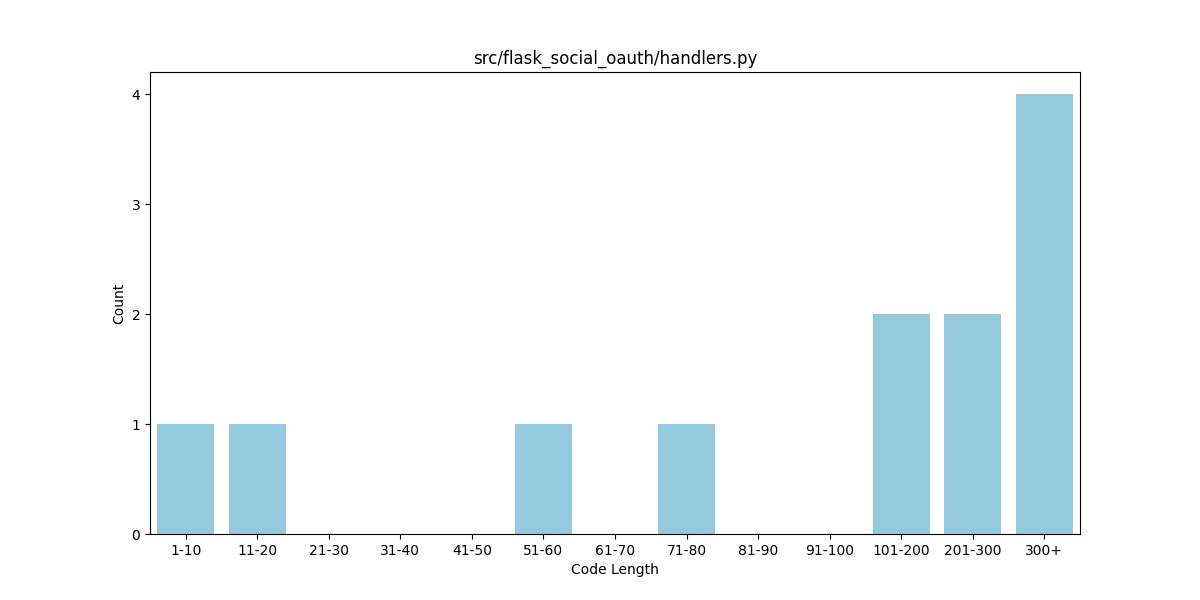 src/flask_social_oauth/handlers.py
4
3
2
1
0
Count
1-10 11-20 21-30 31-40 41-50 51-60 61-70 71-80 81-90 91-100 101-200 201-300 300+
Code Length